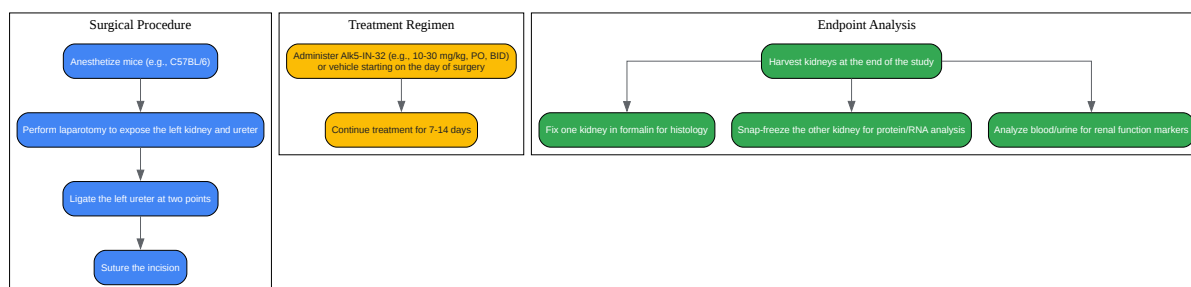 Surgical Procedure
Anesthetize mice (e.g., C57BL/6)
Perform laparotomy to expose the left kidney and ureter
Ligate the left ureter at two points
Suture the incision
Treatment Regimen
Administer Alk5-IN-32 (e.g., 10-30 mg/kg, PO, BID)
or vehicle starting on the day of surgery
Continue treatment for 7-14 days
Endpoint Analysis
Harvest kidneys at the end of the study
Fix one kidney in formalin for histology
Snap-freeze the other kidney for protein/RNA analysis
Analyze blood/urine for renal function markers